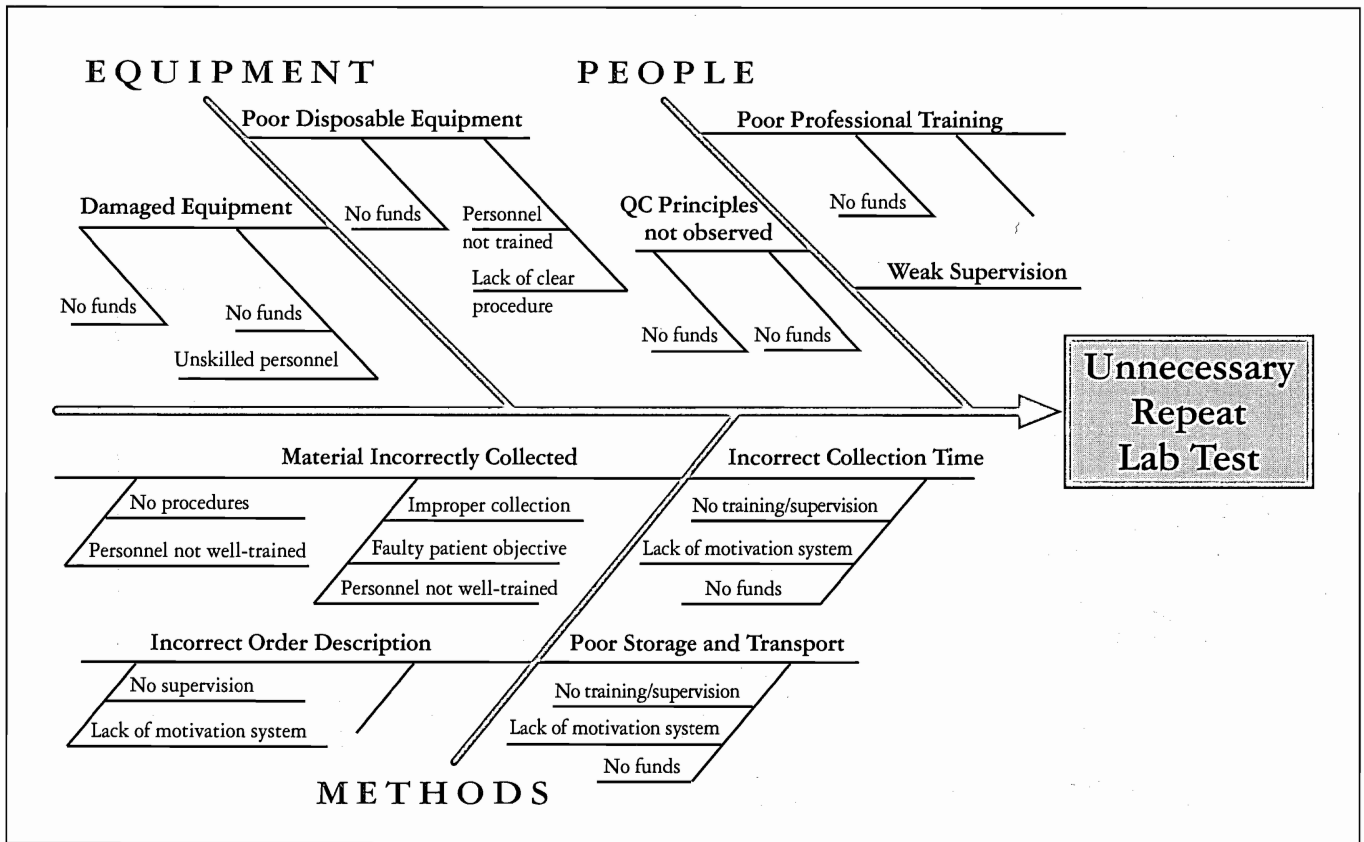 EQUIPMENT
Poor Disposable Equipment
No funds
Personnel
not trained
Lack of clear
procedure
Damaged Equipment
No funds
No funds
Unskilled personnel
PEOPLE
Poor Professional Training
No funds
QC Principles
not observed
No funds
No funds
Weak Supervision
Unnecessary
Repeat
Lab Test
Material Incorrectly Collected
No procedures
Personnel not well-trained
Improper collection
Faulty patient objective
Personnel not well-trained
Incorrect Collection Time
No training/supervision
Lack of motivation system
No funds
Incorrect Order Description
No supervision
Lack of motivation system
Poor Storage and Transport
No training/supervision
Lack of motivation system
No funds
METHODS